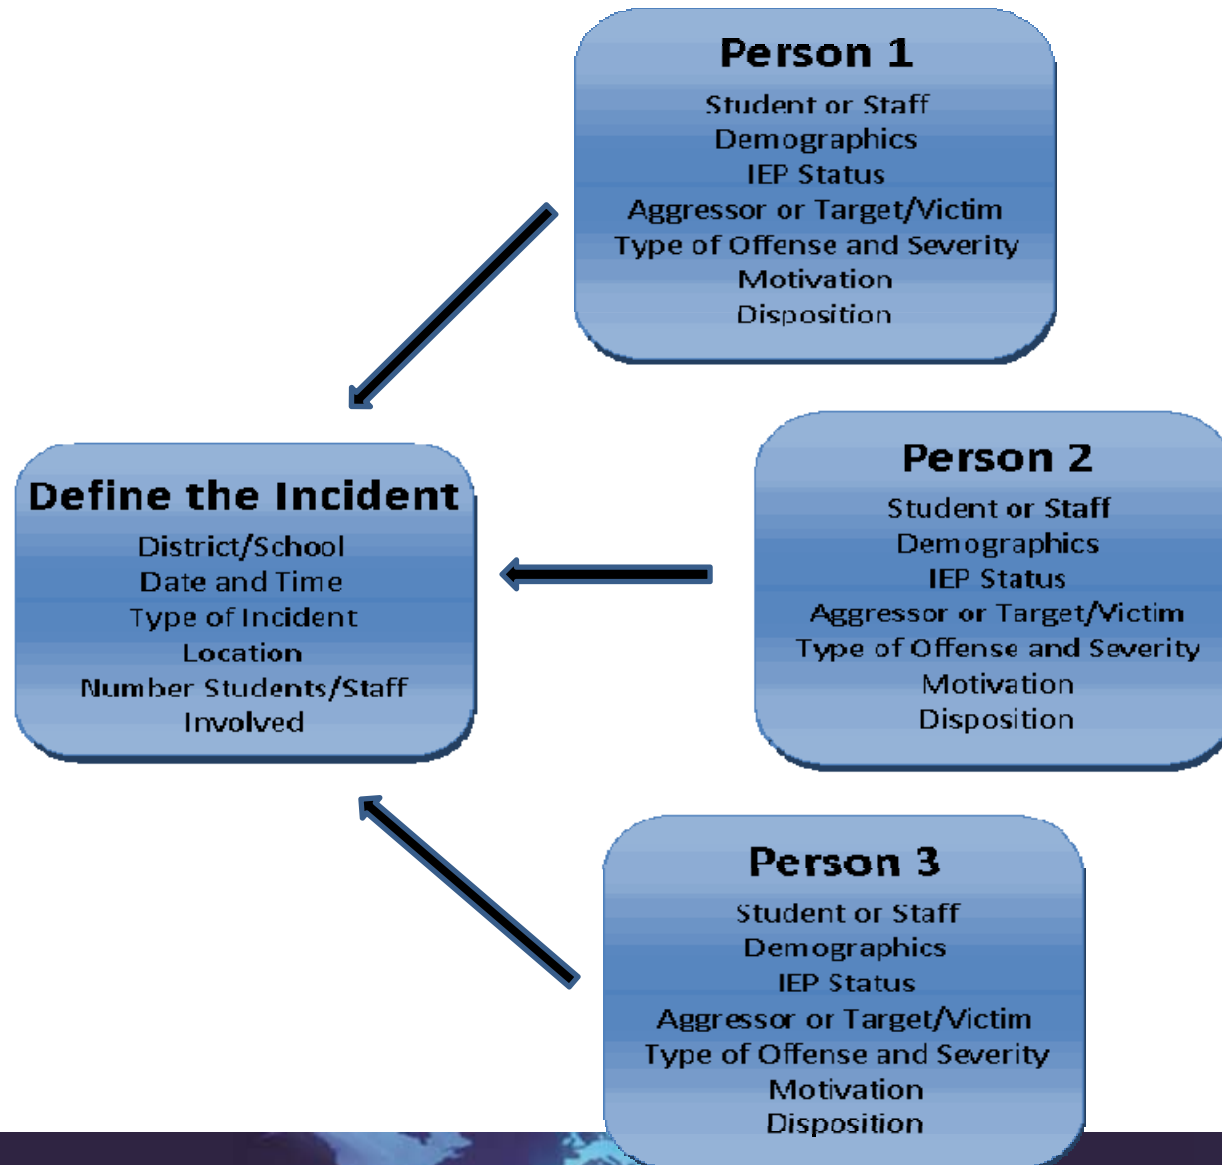 Person 1
Student or Staff
Demographics
IEP Status
Aggressor or Target/Victim
Type of Offense and Severity
Motivation
Disposition
Define the Incident
District/School
Date and Time
Type of Incident
Location
Number Students/Staff
Involved
Person 2
Student or Staff
Demographics
IEP Status
Aggressor or Target/Victim
Type of Offense and Severity
Motivation
Disposition
Person 3
Student or Staff
Demographics
IEP Status
Aggressor or Target/Victim
Type of Offense and Severity
Motivation
Disposition